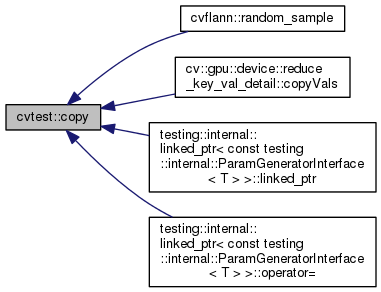 cvflann::random_sample
cv::gpu::device::reduce
_key_val_detail::copyVals
cvtest::copy
testing::internal::
linked_ptr< const testing
::internal::ParamGeneratorInterface
< T > >::linked_ptr
testing::internal::
linked_ptr< const testing
::internal::ParamGeneratorInterface
< T > >::operator=